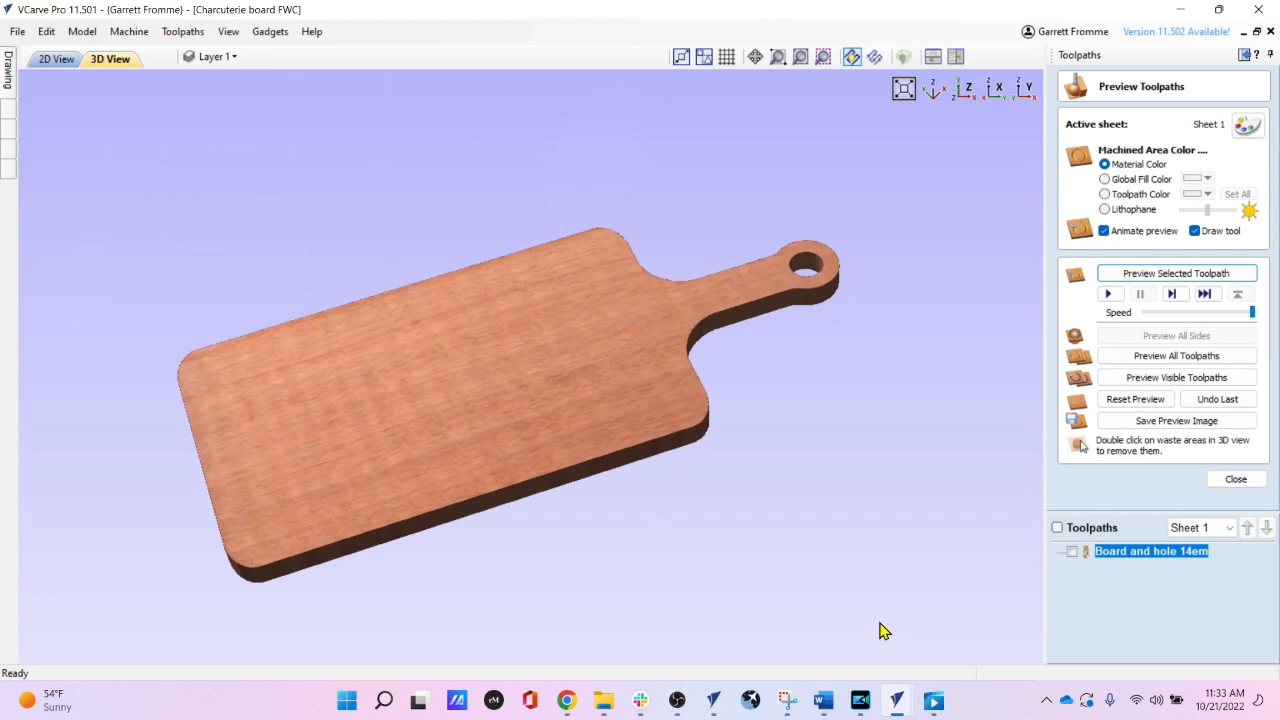 VCarve Pro 11.501 - {Garrett Fromme} - [Charcuterie board FWC]
File Edit Model Machine Toolpaths View Gadgets Help
Garrett Fromme Version 11.502 Available!
2D View 3D View Layer 1
Drawing
Z X Y
Z Y X
Z X
Z Y X
Toolpaths
Preview Toolpaths
Active sheet: Sheet 1
Machined Area Color ....
Material Color
Global Fill Color
Toolpath Color Set All
Lithophane
Animate preview Draw tool
Preview Selected Toolpath
Speed
Preview All Sides
Preview All Toolpaths
Preview Visible Toolpaths
Reset Preview Undo Last
Save Preview Image
Double click on waste areas in 3D view
to remove them.
Close
Toolpaths Sheet 1
Board and hole 14em
Ready
54°F
Sunny
rM
11:33 AM
10/21/2022